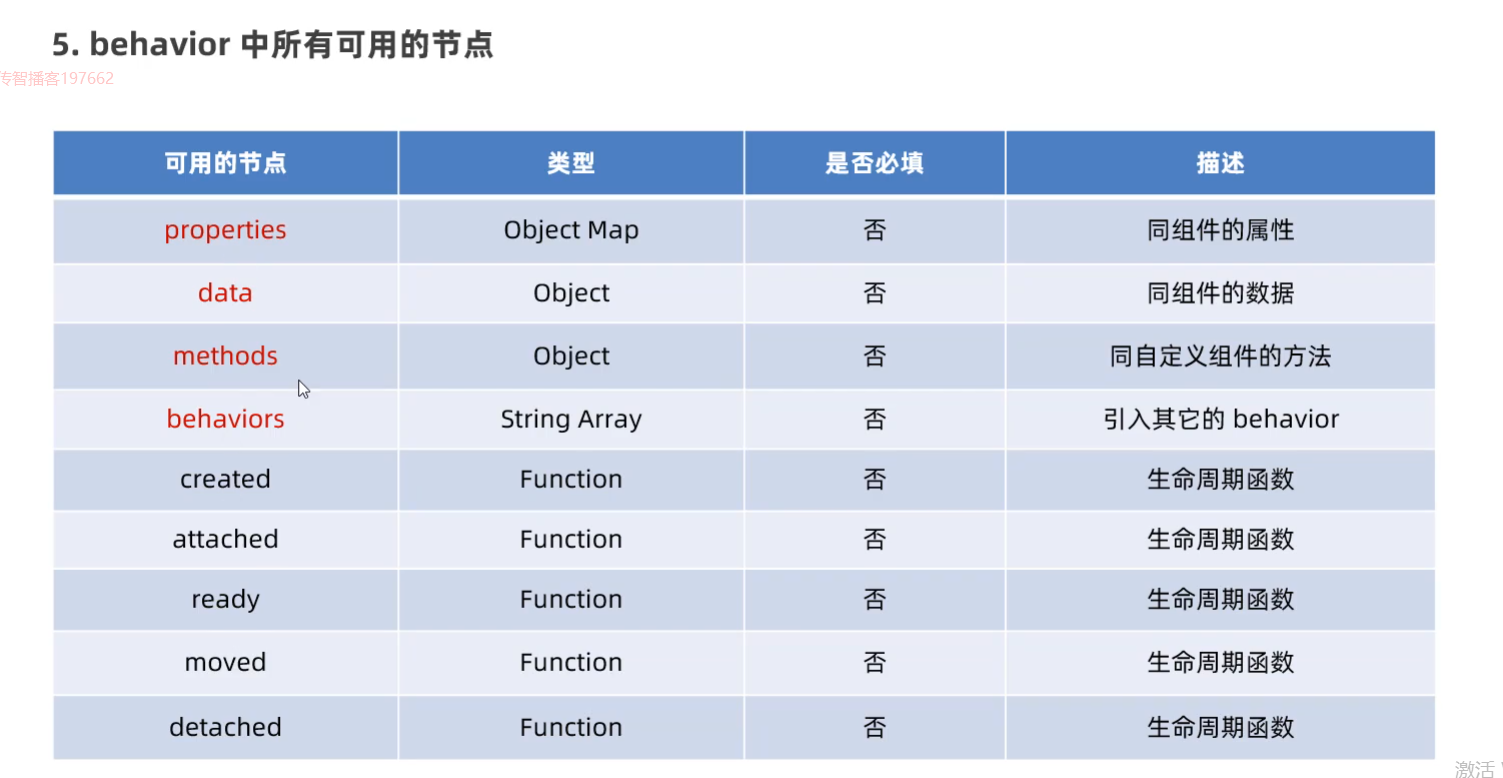 5. behavior 中所有可用的节点
传智播客197662
可用的节点 类型 是否必填 描述
properties Object Map 否 同组件的属性
data Object 否 同组件的数据
methods Object 否 同自定义组件的方法
behaviors String Array 否 引入其它的 behavior
created Function 否 生命周期函数
attached Function 否 生命周期函数
ready Function 否 生命周期函数
moved Function 否 生命周期函数
detached Function 否 生命周期函数
激活